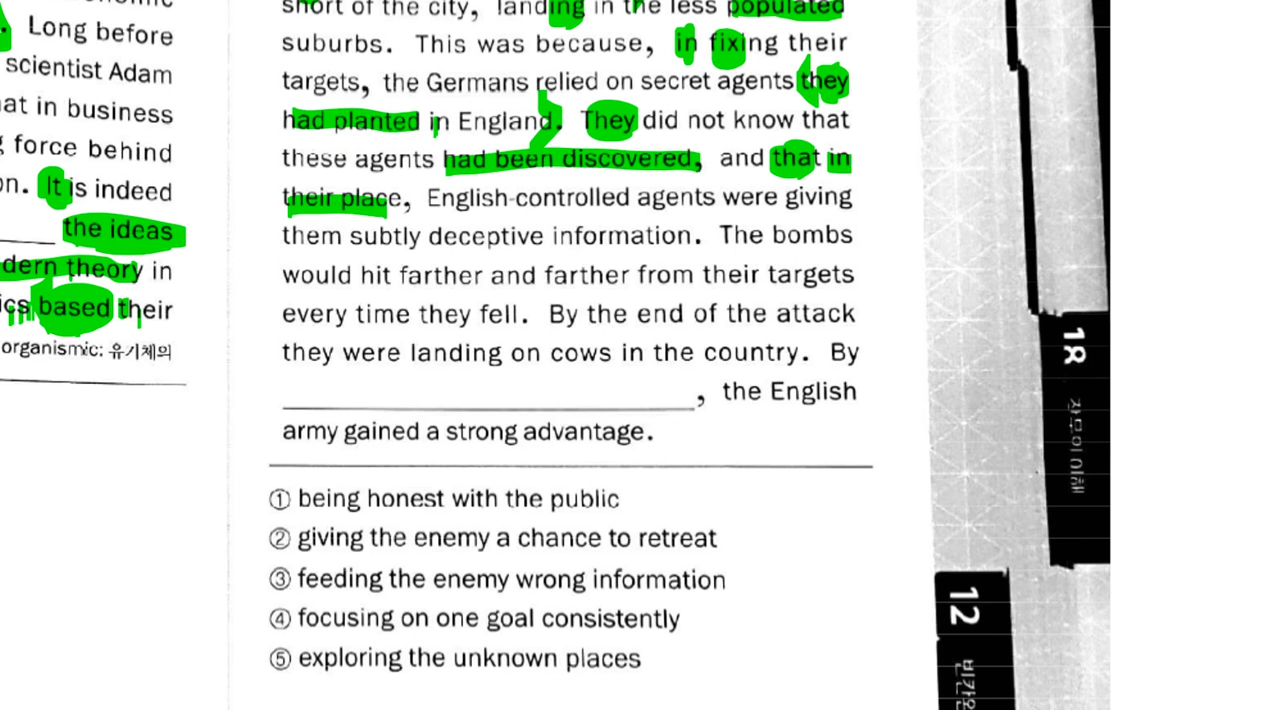 Long before
scientist Adam
at in business
force behind
on. It is indeed
the ideas
dern theory in
ics based their
organismic: 유기체의
short of the city, landing in the less populated
suburbs. This was because, in fixing their
targets, the Germans relied on secret agents they
had planted in England. They did not know that
these agents had been discovered, and that in
their place, English-controlled agents were giving
them subtly deceptive information. The bombs
would hit farther and farther from their targets
every time they fell. By the end of the attack
they were landing on cows in the country. By
____________________, the English
army gained a strong advantage.
① being honest with the public
② giving the enemy a chance to retreat
③ feeding the enemy wrong information
④ focusing on one goal consistently
⑤ exploring the unknown places
18
12